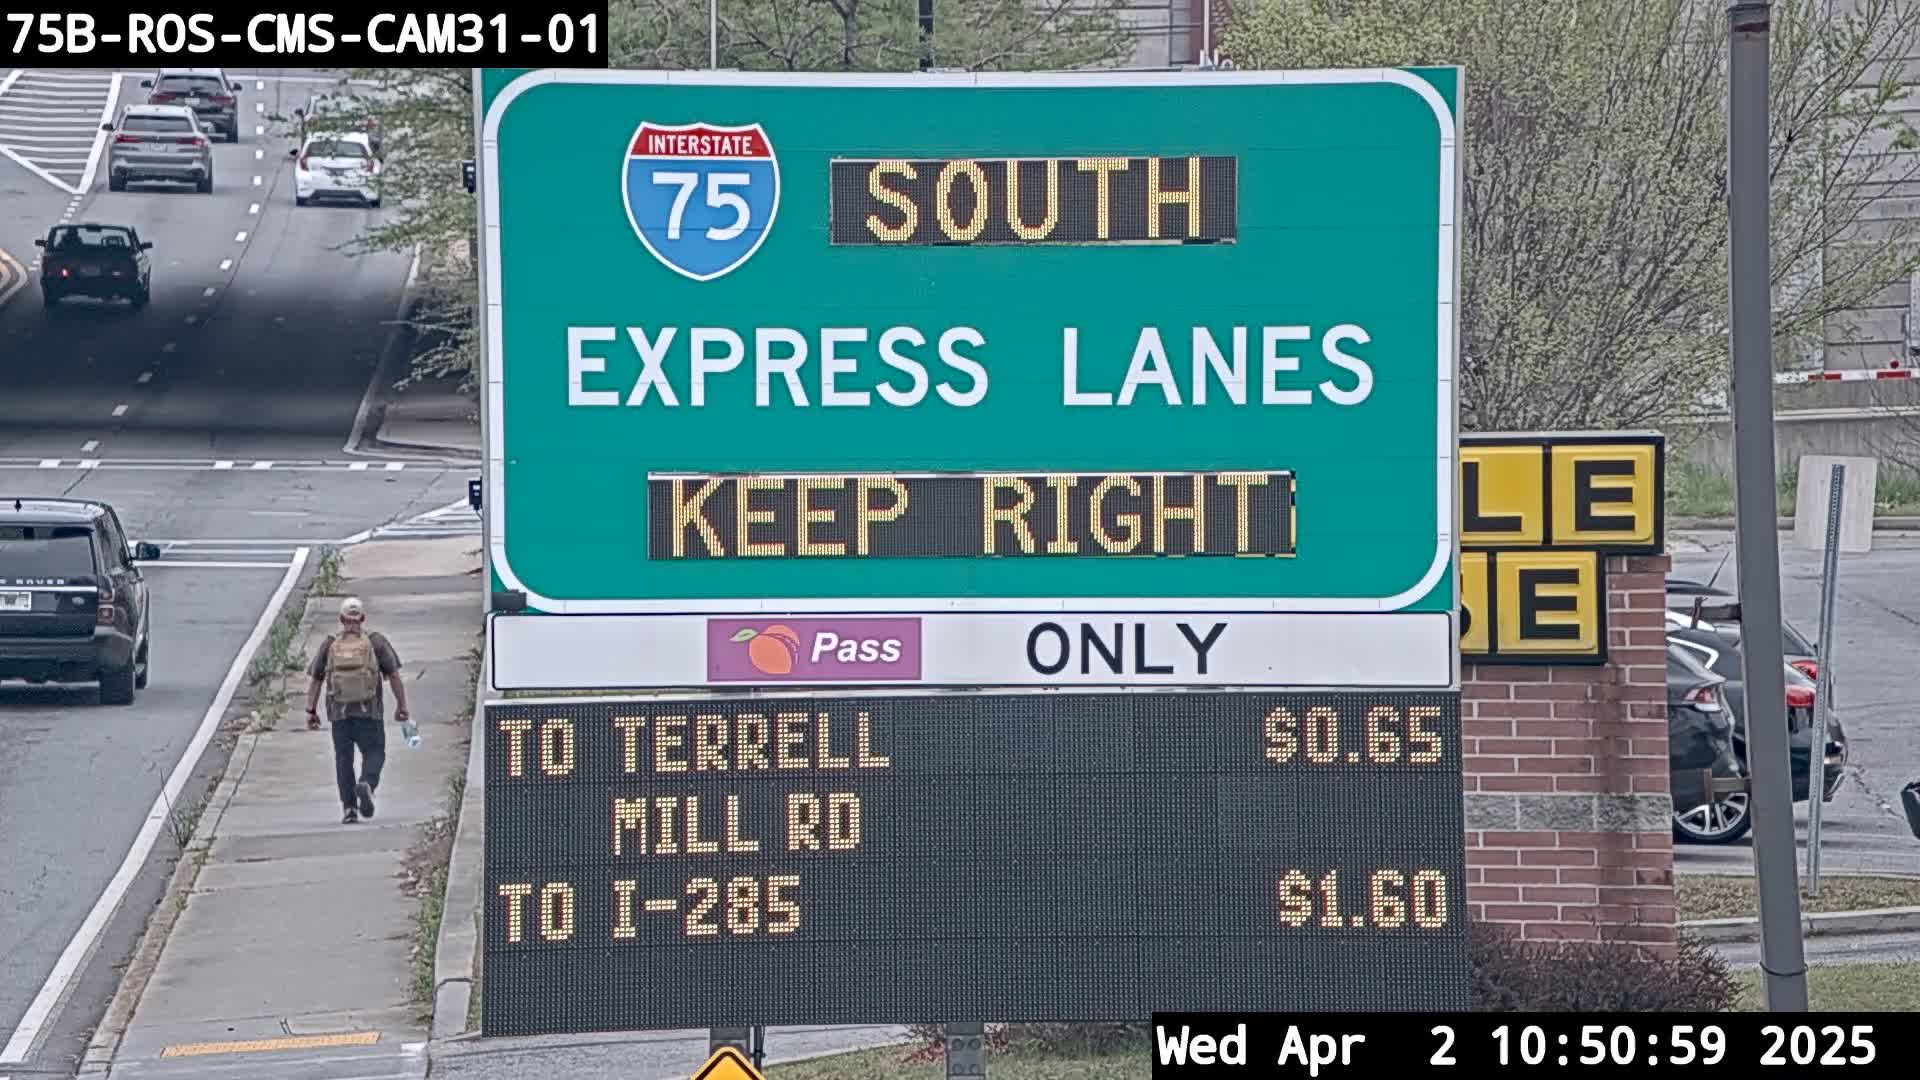 75B-ROS-CMS-CAM31-01
INTERSTATE
75
SOUTH
EXPRESS LANES
KEEP RIGHT
Pass ONLY
TO TERRELL $0.65
MILL RD
TO I-285 $1.60
LE
E
Wed Apr 2 10:50:59 2025